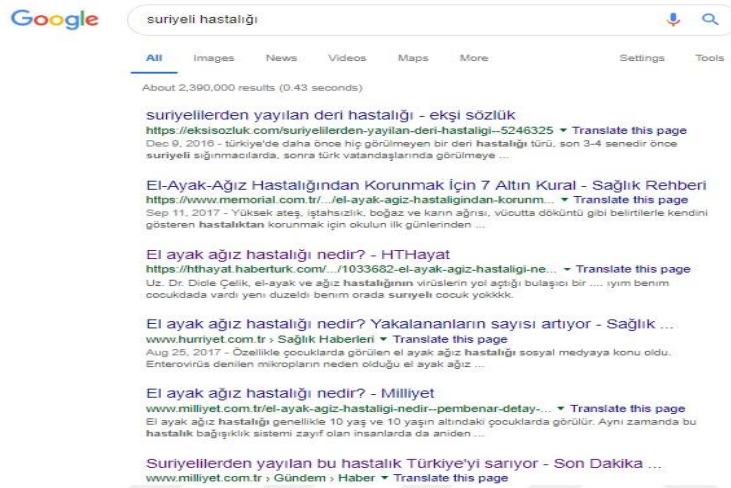 Google
suriyeli hastalığı
All Images News Videos Maps More Settings Tools
About 2,390,000 results (0.43 seconds)
suriyelilerden yayılan deri hastalığı - ekşi sözlük
https://eksisozluk.com/suriyelilerden-yayilan-deri-hastaligi--5246325 ▾ Translate this page
Dec 9, 2016 - türkiye'de daha önce hiç görülmeyen bir deri hastalığı türü, son 3-4 senedir önce
suriyeli sığınmacılarda, sonra türk vatandaşlarında görülmeye ...
El-Ayak-Ağız Hastalığından Korunmak İçin 7 Altın Kural - Sağlık Rehberi
https://www.memorial.com.tr/.../el-ayak-agiz-hastaligindan-korunm... ▾ Translate this page
Sep 11, 2017 - Yüksek ateş, iştahsızlık, boğaz ve karın ağrısı, vücutta döküntü gibi belirtilerle kendini
gösteren hastalıktan korunmak için okulun ilk günlerinden ...
El ayak ağız hastalığı nedir? - HTHayat
https://hthayat.haberturk.com/.../1033682-el-ayak-agiz-hastaligi-ne... ▾ Translate this page
Uz. Dr. Dicle Çelik, el-ayak ve ağız hastalığının virüslerin yol açtığı bulaşıcı bir .... ıyım benım
cocukdada vardı yenı duzeldı benım orada surıyelı cocuk yokkkk.
El ayak ağız hastalığı nedir? Yakalananların sayısı artıyor - Sağlık ...
www.hurriyet.com.tr › Sağlık Haberleri ▾ Translate this page
Aug 25, 2017 - Özellikle çocuklarda görülen el ayak ağız hastalığı sosyal medyaya konu oldu.
Enterovirüs denilen mikropların neden olduğu el ayak ağız ...
El ayak ağız hastalığı nedir? - Milliyet
www.milliyet.com.tr/el-ayak-agiz-hastaligi-nedir--pembenar-detay-... ▾ Translate this page
El ayak ağız hastalığı genellikle 10 yaş ve 10 yaşın altındaki çocuklarda görülür. Aynı zamanda bu
hastalık bağışıklık sistemi zayıf olan insanlarda da aniden ...
Suriyelilerden yayılan bu hastalık Türkiye'yi sarıyor - Son Dakika ...
www.milliyet.com.tr › Gündem › Haber ▾ Translate this page